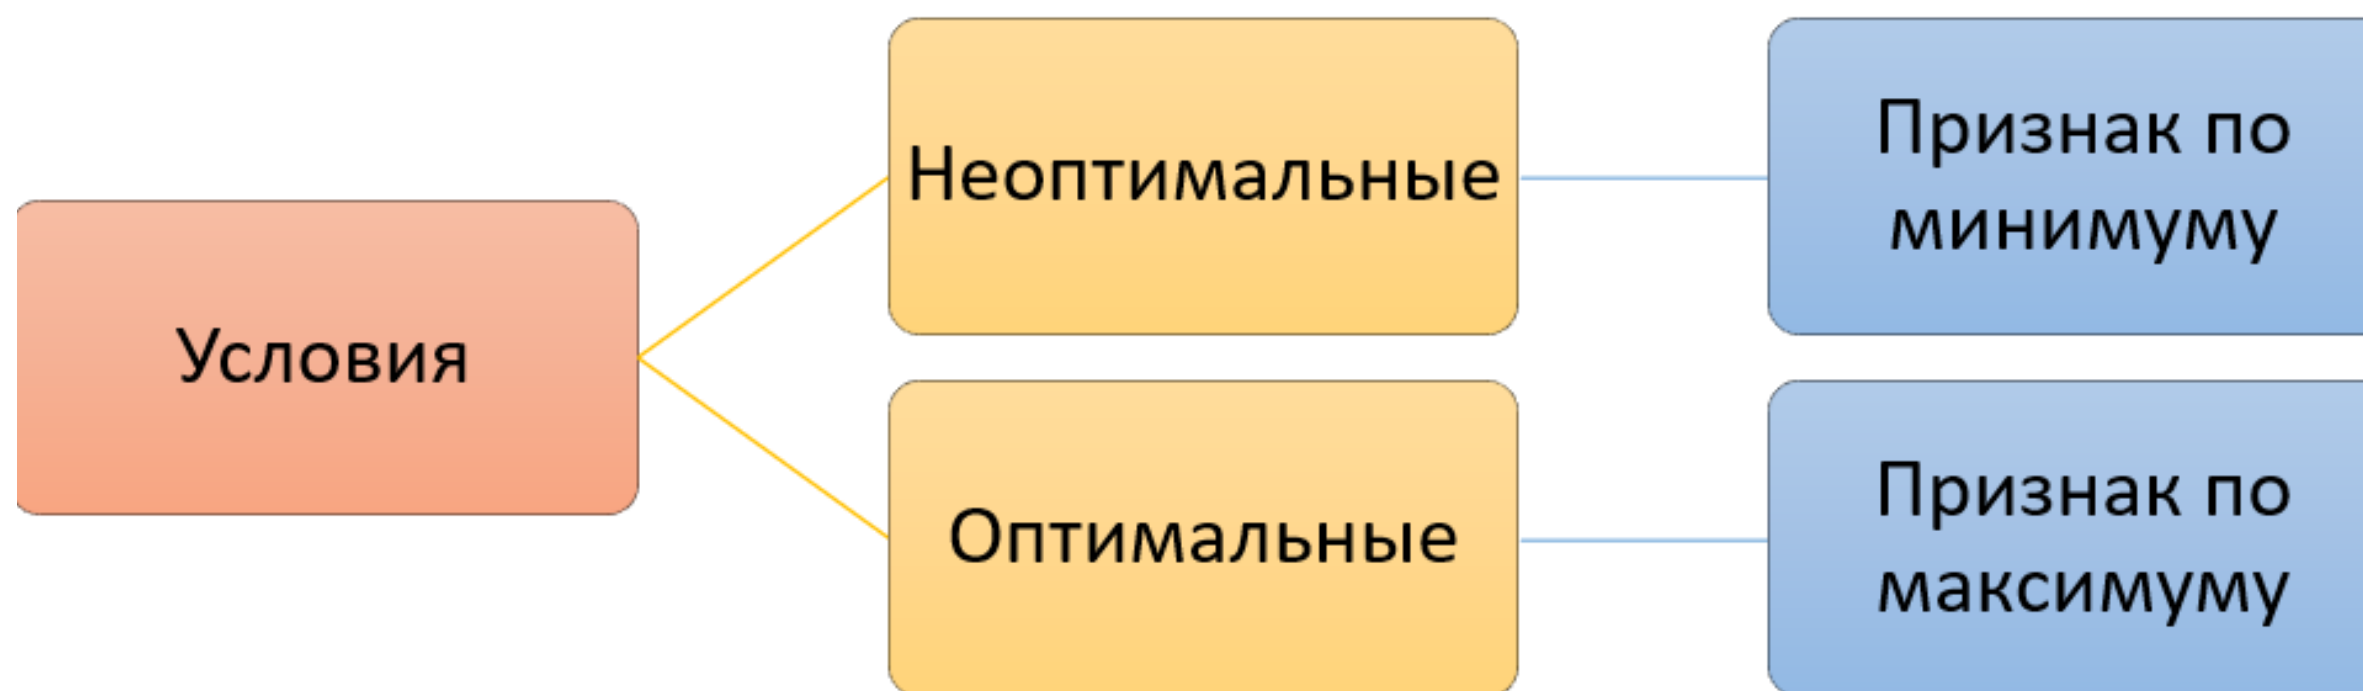 Условия
Неоптимальные
Признак по
минимуму
Оптимальные
Признак по
максимуму